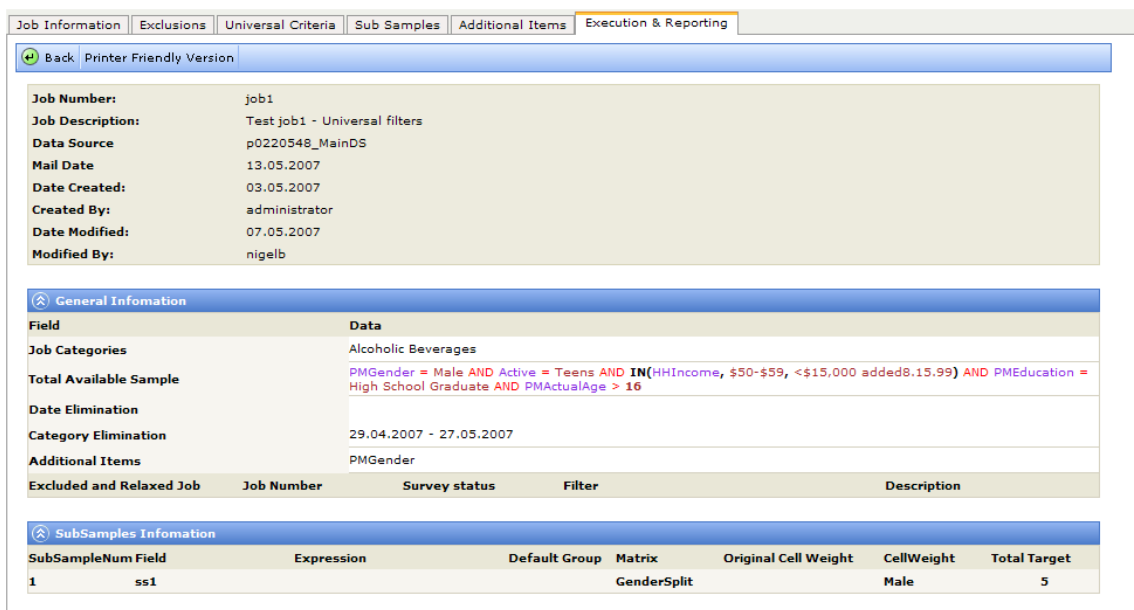 Job Information Exclusions Universal Criteria Sub Samples Additional Items Execution & Reporting
Back Printer Friendly Version
Job Number: job1
Job Description: Test job1 - Universal filters
Data Source p0220548_MainDS
Mail Date 13.05.2007
Date Created: 03.05.2007
Created By: administrator
Date Modified: 07.05.2007
Modified By: nigelb
General Infomation
Field Data
Job Categories Alcoholic Beverages
Total Available Sample PMGender = Male AND Active = Teens AND IN(HHIncome, $50-$59, <$15,000 added8.15.99) AND PMEducation =
High School Graduate AND PMActualAge > 16
Date Elimination
Category Elimination 29.04.2007 - 27.05.2007
Additional Items PMGender
Excluded and Relaxed Job Job Number Survey status Filter Description
SubSamples Infomation
SubSampleNum Field Expression Default Group Matrix Original Cell Weight CellWeight Total Target
1 ss1 GenderSplit Male 5